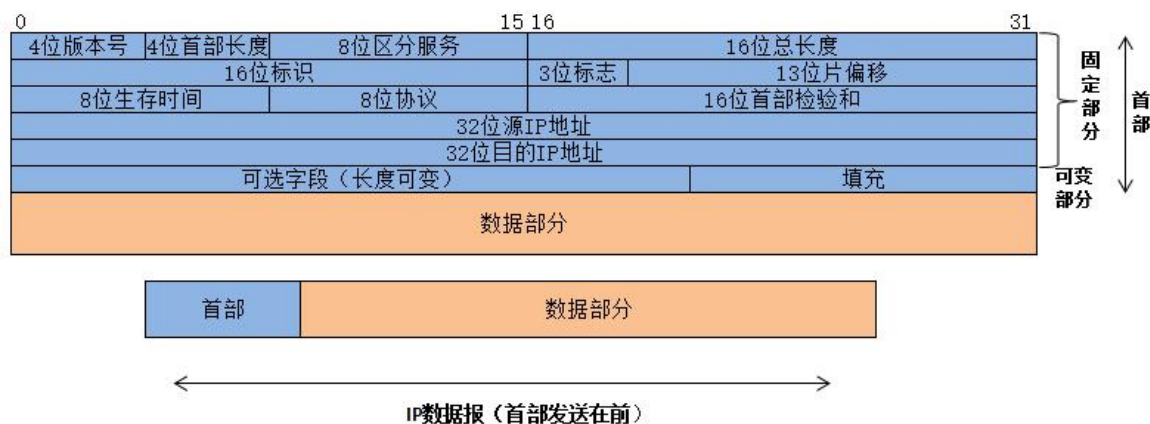 0 15 16 31
4位版本号 4位首部长度 8位区分服务 16位总长度
16位标识 3位标志 13位片偏移
8位生存时间 8位协议 16位首部检验和
32位源IP地址
32位目的IP地址
可选字段（长度可变） 填充
数据部分
固定部分
可变部分
首部
首部 数据部分
IP数据报（首部发送在前）